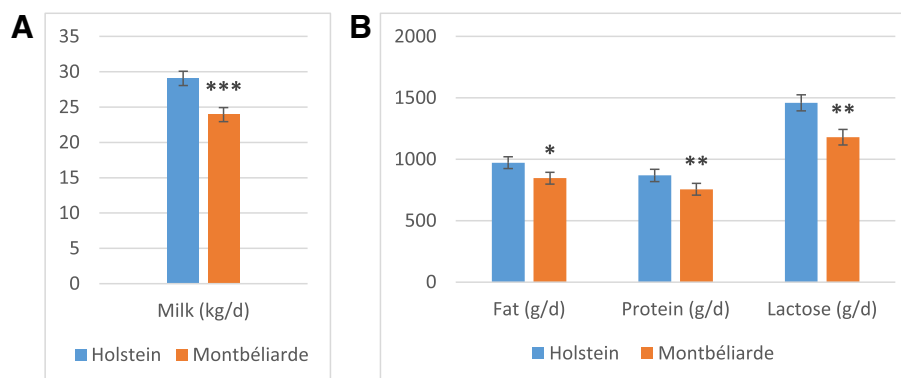 A
35
30
25
20
15
10
5
0
***
Milk (kg/d)
Holstein Montbéliarde
B
2000
1500
1000
500
0
*
**
**
Fat (g/d) Protein (g/d) Lactose (g/d)
Holstein Montbéliarde